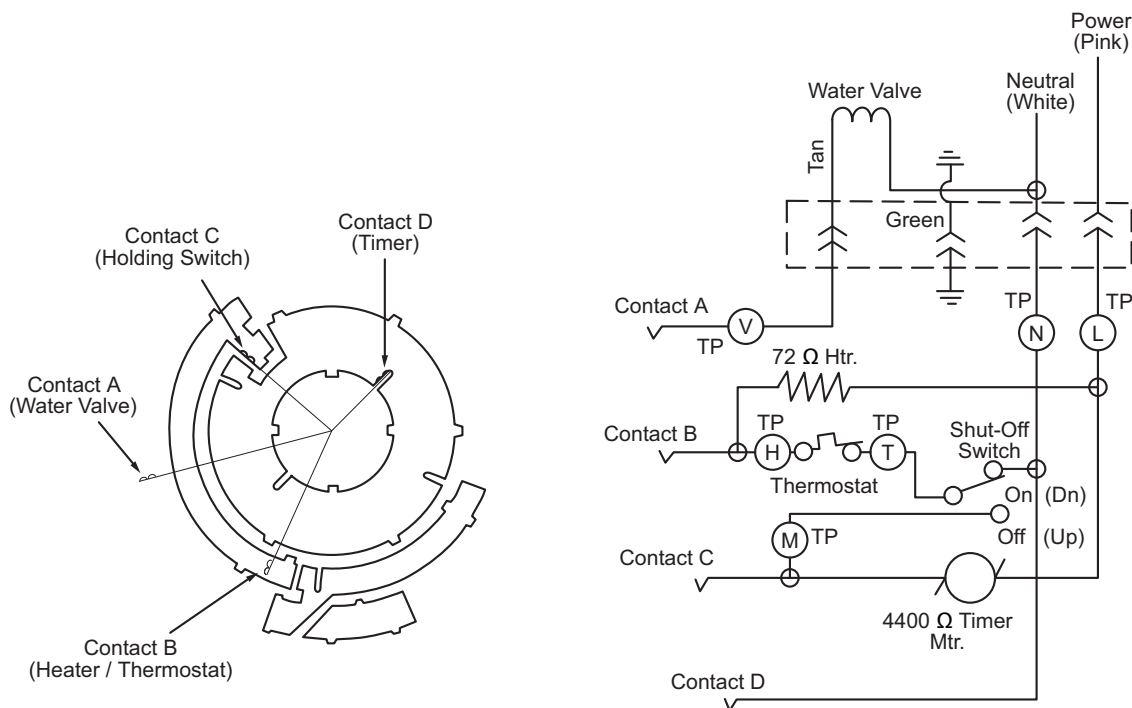 Contact C
(Holding Switch)
Contact D
(Timer)
Contact A
(Water Valve)
Contact B
(Heater / Thermostat)
Power
(Pink)
Neutral
(White)
Water Valve
Tan
Green
TP
TP
Contact A
V
TP
N
L
72 Ω Htr.
Contact B
TP
H
TP
T
Thermostat
Shut-Off
Switch
On (Dn)
Off (Up)
M
TP
Contact C
4400 Ω Timer
Mtr.
Contact D